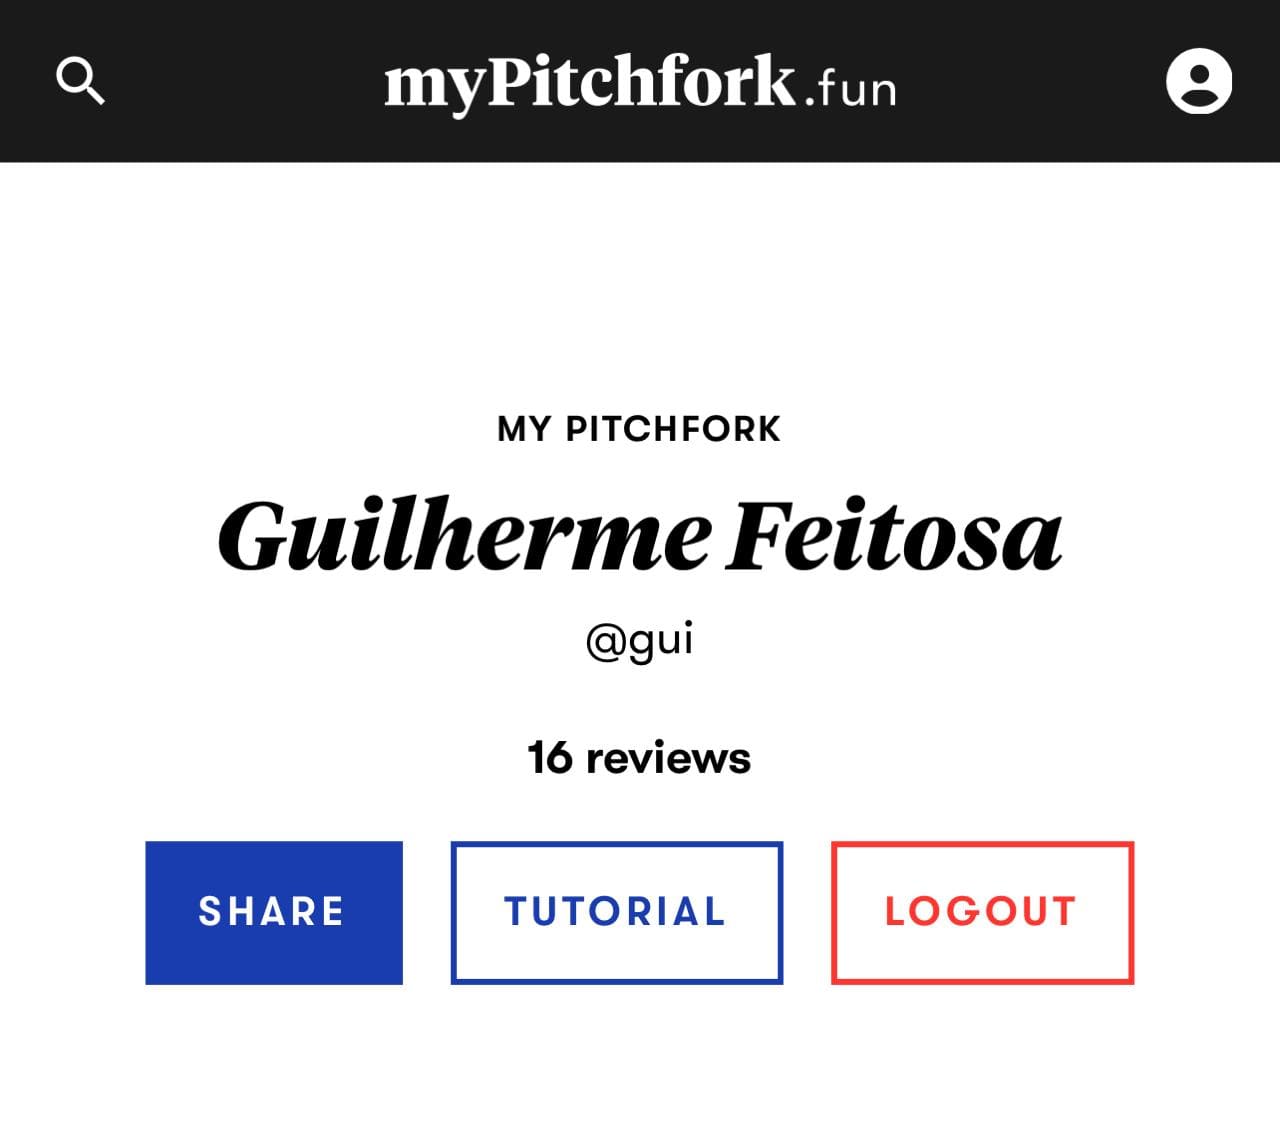 myPitchfork.fun
MY PITCHFORK
Guilherme Feitosa
@gui
16 reviews
SHARE TUTORIAL LOGOUT